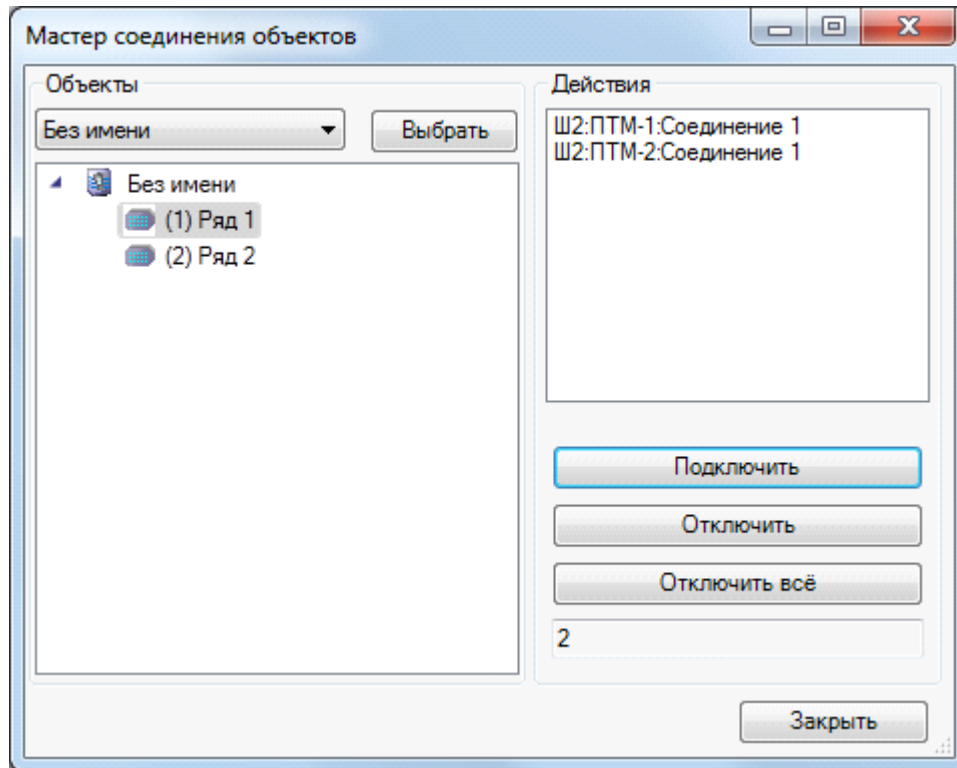 Мастер соединения объектов
Объекты
Без имени
Выбрать
Без имени
(1) Ряд 1
(2) Ряд 2
Действия
Ш2:ПТМ-1:Соединение 1
Ш2:ПТМ-2:Соединение 1
Подключить
Отключить
Отключить всё
2
Закрыть